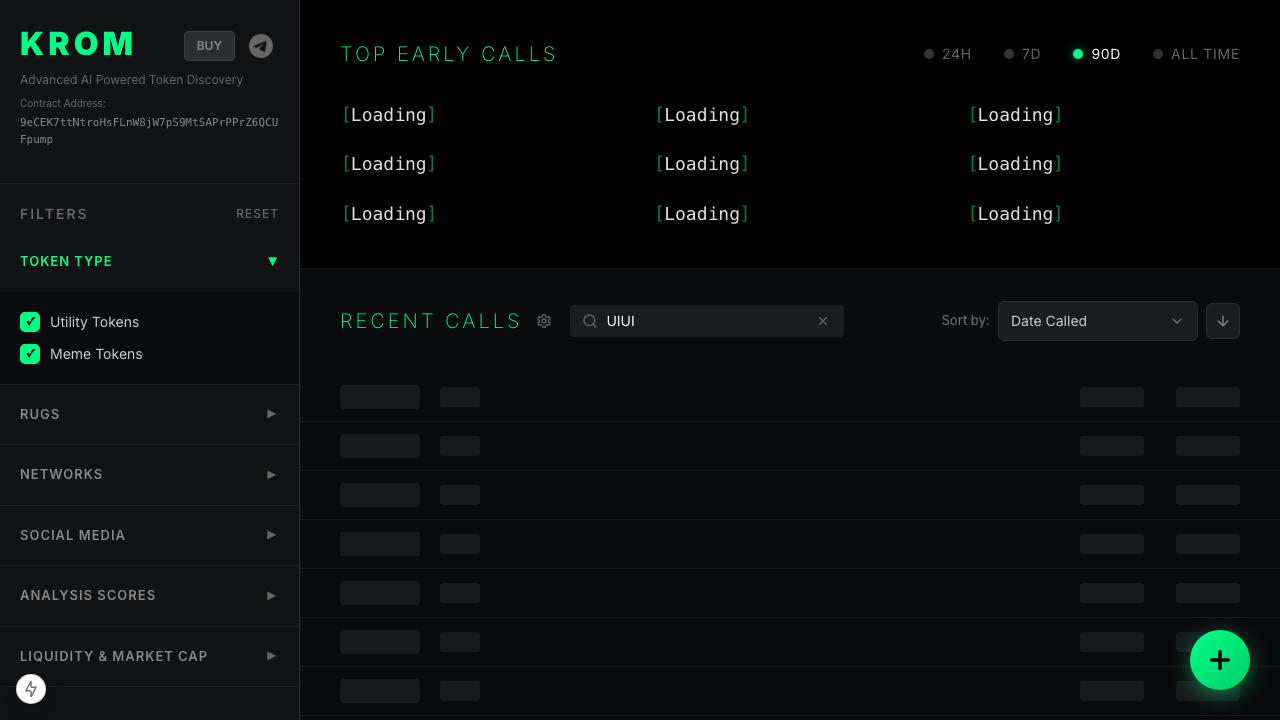 KROM
BUY
Advanced AI Powered Token Discovery
Contract Address:
9eCEK7ttNtroHsFLnW8jW7pS9MtSAPrPPrZ6QCU
Fpump
FILTERS
RESET
TOKEN TYPE
Utility Tokens
Meme Tokens
RUGS
NETWORKS
SOCIAL MEDIA
ANALYSIS SCORES
LIQUIDITY & MARKET CAP
TOP EARLY CALLS
24H
7D
90D
ALL TIME
[Loading] [Loading] [Loading]
[Loading] [Loading] [Loading]
[Loading] [Loading] [Loading]
RECENT CALLS
UIUI
Sort by:
Date Called